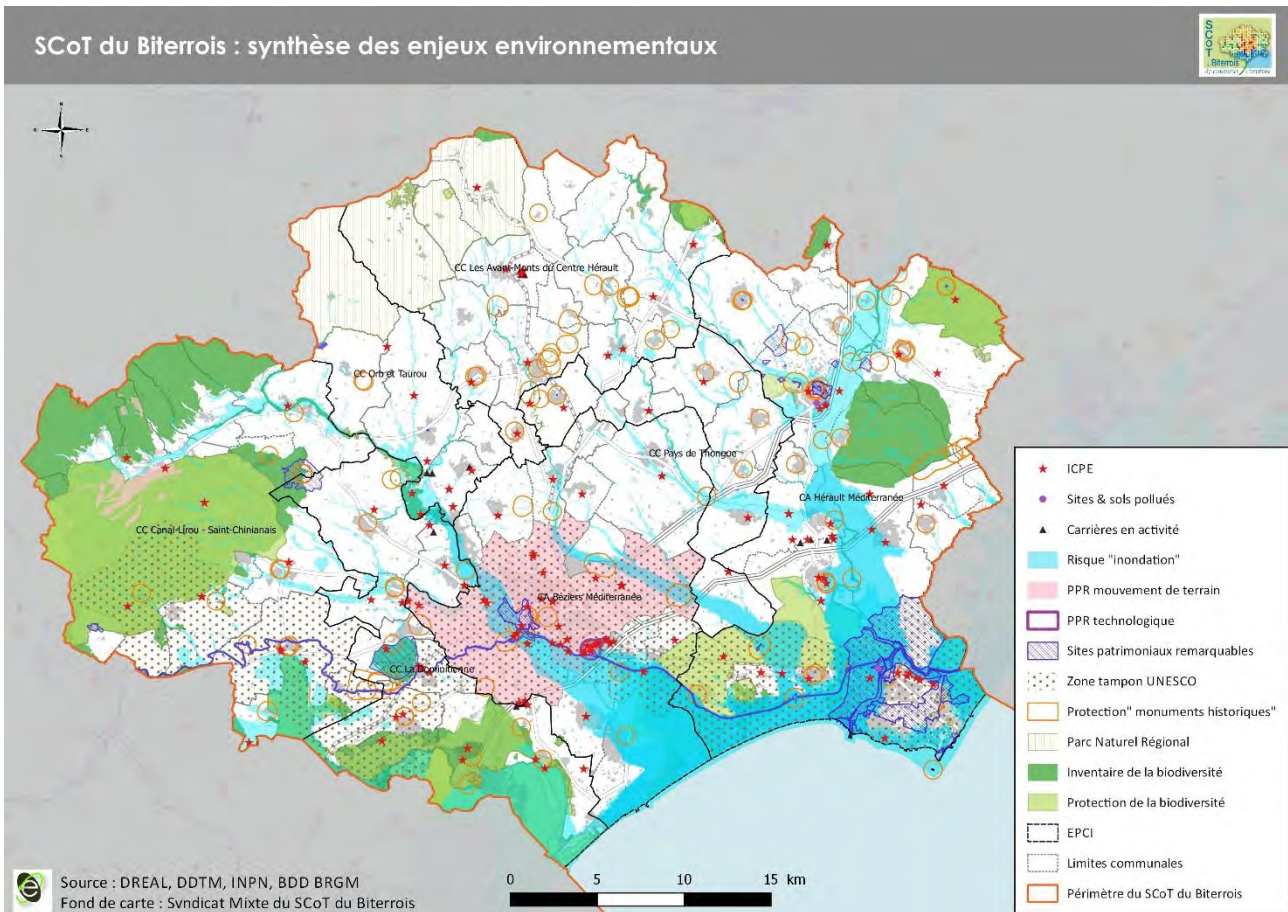 SCoT du Biterrois : synthèse des enjeux environnementaux
SCoT
Biterrois
CC Les Avant-Monts du Centre Hérault
CC Orb et Taurou
CC Pays de Thongue
CA Hérault Méditerranée
CC Canal-Lirou - Saint-Chinianais
CA Béziers Méditerranée
CC La Domitienne
ICPE
Sites & sols pollués
Carrières en activité
Risque "inondation"
PPR mouvement de terrain
PPR technologique
Sites patrimoniaux remarquables
Zone tampon UNESCO
Protection" monuments historiques"
Parc Naturel Régional
Inventaire de la biodiversité
Protection de la biodiversité
EPCI
Limites communales
Périmètre du SCoT du Biterrois
Source : DREAL, DDTM, INPN, BDD BRGM
Fond de carte : Syndicat Mixte du SCoT du Biterrois
0 5 10 15 km